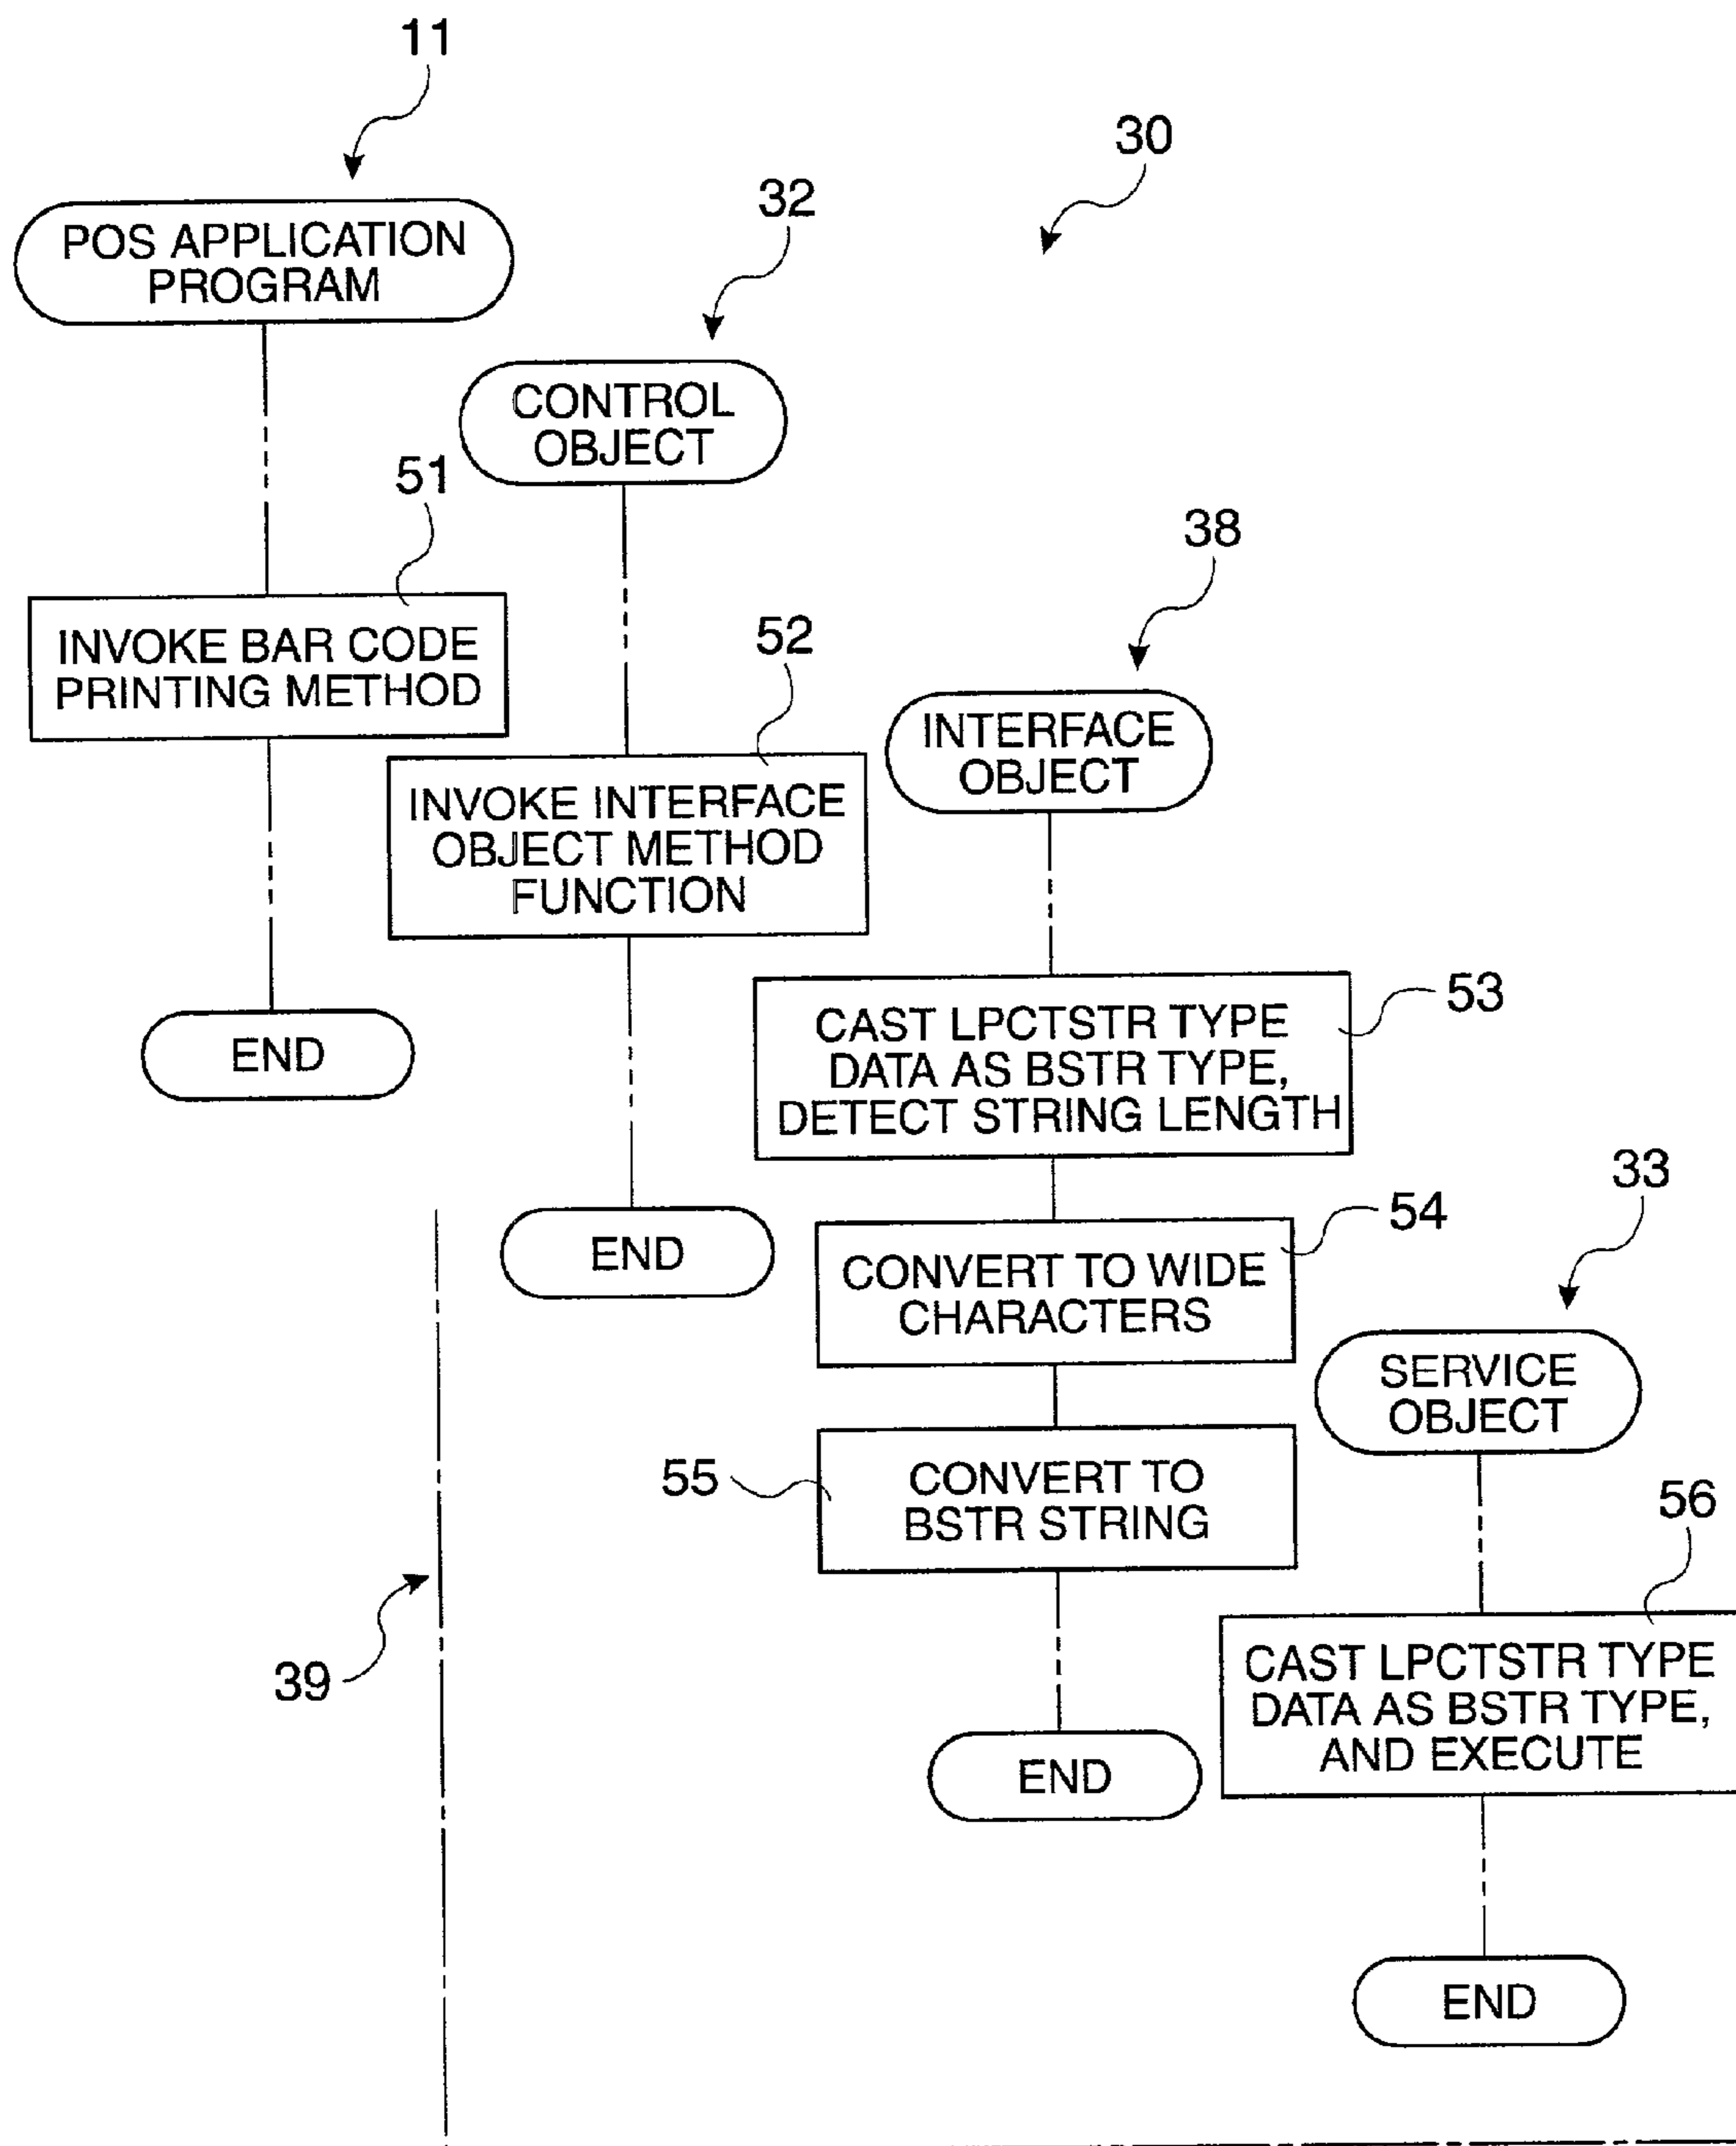 11
30
32
POS APPLICATION
PROGRAM
CONTROL
OBJECT
51
38
INVOKE BAR CODE
PRINTING METHOD
52
INTERFACE
OBJECT
INVOKE INTERFACE
OBJECT METHOD
FUNCTION
53
CAST LPCTSTR TYPE
DATA AS BSTR TYPE,
DETECT STRING LENGTH
END
33
54
END
CONVERT TO WIDE
CHARACTERS
SERVICE
OBJECT
55
CONVERT TO
BSTR STRING
56
39
CAST LPCTSTR TYPE
DATA AS BSTR TYPE,
AND EXECUTE
END
END